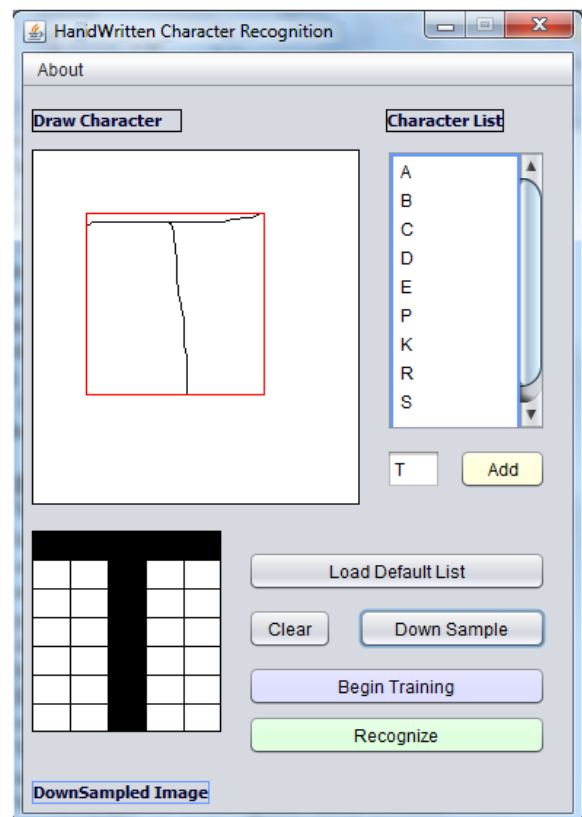 HandWritten Character Recognition
About
Draw Character
Character List
A
B
C
D
E
P
K
R
S
T
Add
Load Default List
Clear
Down Sample
Begin Training
Recognize
DownSampled Image